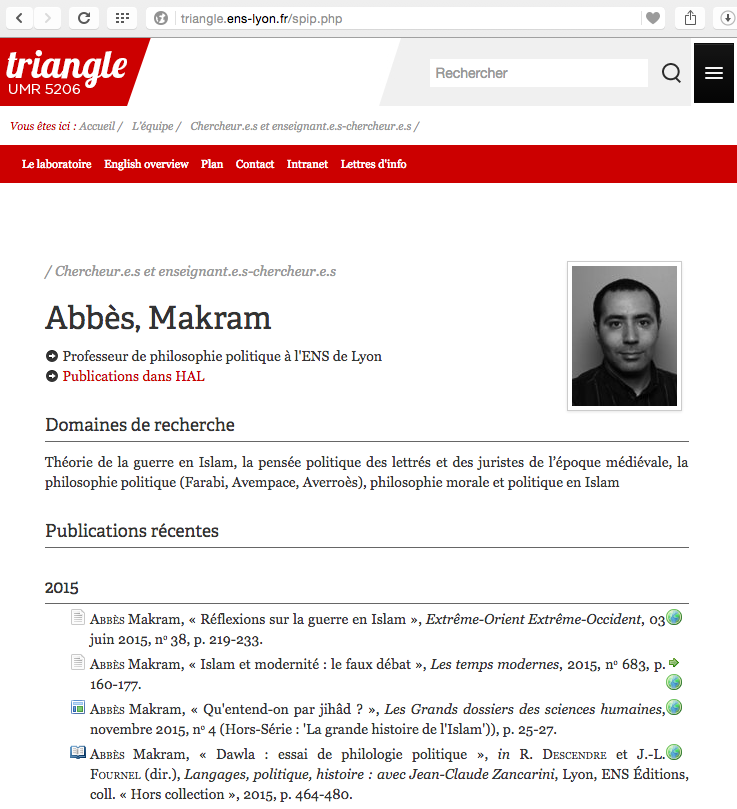 triangle.ens-lyon.fr/spip.php
triangle
UMR 5206
Rechercher
Vous êtes ici : Accueil / L'équipe / Chercheur.e.s et enseignant.e.s-chercheur.e.s /
Le laboratoire English overview Plan Contact Intranet Lettres d'info
/ Chercheur.e.s et enseignant.e.s-chercheur.e.s
Abbès, Makram
Professeur de philosophie politique à l'ENS de Lyon
Publications dans HAL
Domaines de recherche
Théorie de la guerre en Islam, la pensée politique des lettrés et des juristes de l'époque médiévale, la
philosophie politique (Farabi, Avempace, Averroès), philosophie morale et politique en Islam
Publications récentes
2015
Abbès Makram, « Réflexions sur la guerre en Islam », Extrême-Orient Extrême-Occident, 03
juin 2015, nº 38, p. 219-233.
Abbès Makram, « Islam et modernité : le faux débat », Les temps modernes, 2015, nº 683, p.
160-177.
Abbès Makram, « Qu'entend-on par jihâd ? », Les Grands dossiers des sciences humaines,
novembre 2015, nº 4 (Hors-Série : 'La grande histoire de l'Islam')), p. 25-27.
Abbès Makram, « Dawla : essai de philologie politique », in R. Descendre et J.-L.
Fournel (dir.), Langages, politique, histoire : avec Jean-Claude Zancarini, Lyon, ENS Éditions,
coll. « Hors collection », 2015, p. 464-480.